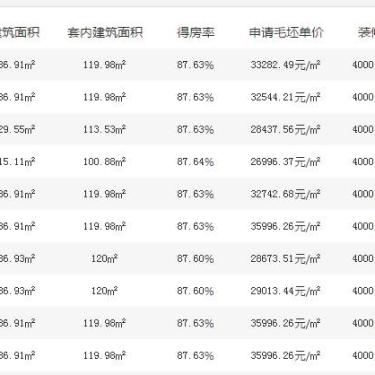 建筑面积 套内建筑面积 得房率 申请毛坯单价 装修
36.91㎡ 119.98㎡ 87.63% 33282.49元/㎡ 4000
36.91㎡ 119.98㎡ 87.63% 32544.21元/㎡ 4000
29.55㎡ 113.53㎡ 87.63% 28437.56元/㎡ 4000
15.11㎡ 100.88㎡ 87.64% 26996.37元/㎡ 4000
36.91㎡ 119.98㎡ 87.63% 32742.68元/㎡ 4000
36.91㎡ 119.98㎡ 87.63% 35996.26元/㎡ 4000
36.93㎡ 120㎡ 87.60% 28673.51元/㎡ 4000
36.93㎡ 120㎡ 87.60% 29013.44元/㎡ 4000
36.91㎡ 119.98㎡ 87.63% 35996.26元/㎡ 4000
36.91㎡ 119.98㎡ 87.63% 35996.26元/㎡ 4000